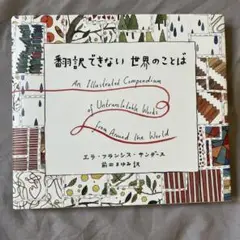 翻訳できない 世界のことば
An Illustrated Compendium
of Untranslatable Words
from Around the World
エラ・フランシス・サンダース
前田まゆみ 訳